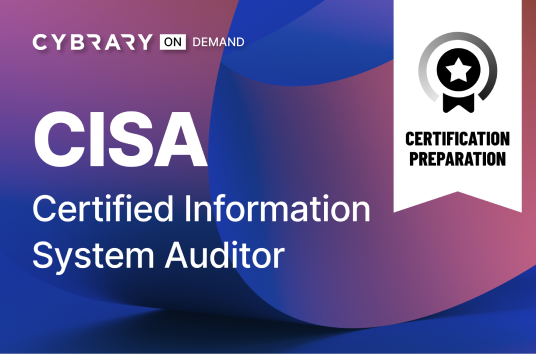 CYBRARY ON DEMAND
CERTIFICATION
PREPARATION
CISA
Certified Information
System Auditor